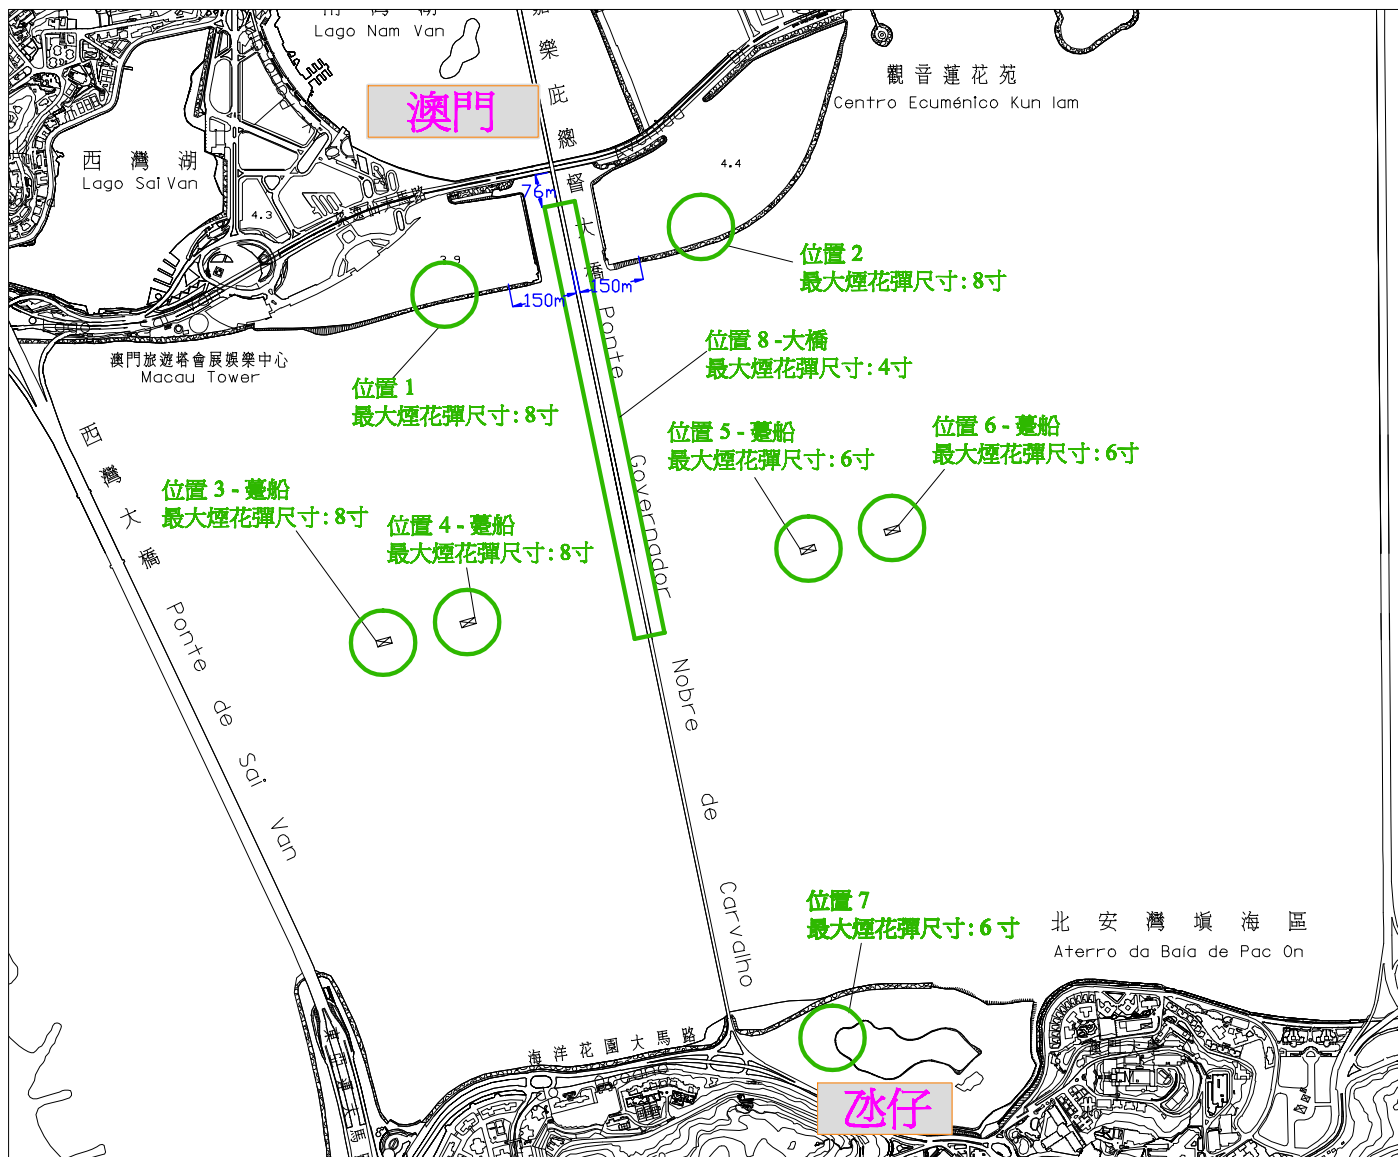 Lago Nam Van
澳門
樂
庇
總
督
大
橋
Ponte
Governador
Nobre
de
Carvalho
觀音蓮花苑
Centro Ecuménico Kun Iam
西灣湖
Lago Sai Van
4.4
4.3
3.9
76m
150m
150m
位置 2
最大煙花彈尺寸: 8寸
位置 8 -大橋
最大煙花彈尺寸: 4寸
澳門旅遊塔會展娛樂中心
Macau Tower
位置 1
最大煙花彈尺寸: 8寸
位置 5 - 躉船
最大煙花彈尺寸: 6寸
位置 6 - 躉船
最大煙花彈尺寸: 6寸
西
灣
大
橋
Ponte
de
Sai
Van
位置 3 - 躉船
最大煙花彈尺寸: 8寸
位置 4 - 躉船
最大煙花彈尺寸: 8寸
位置 7
最大煙花彈尺寸: 6 寸
北安灣填海區
Aterro da Baia de Pac On
海洋花園大馬路
氹仔